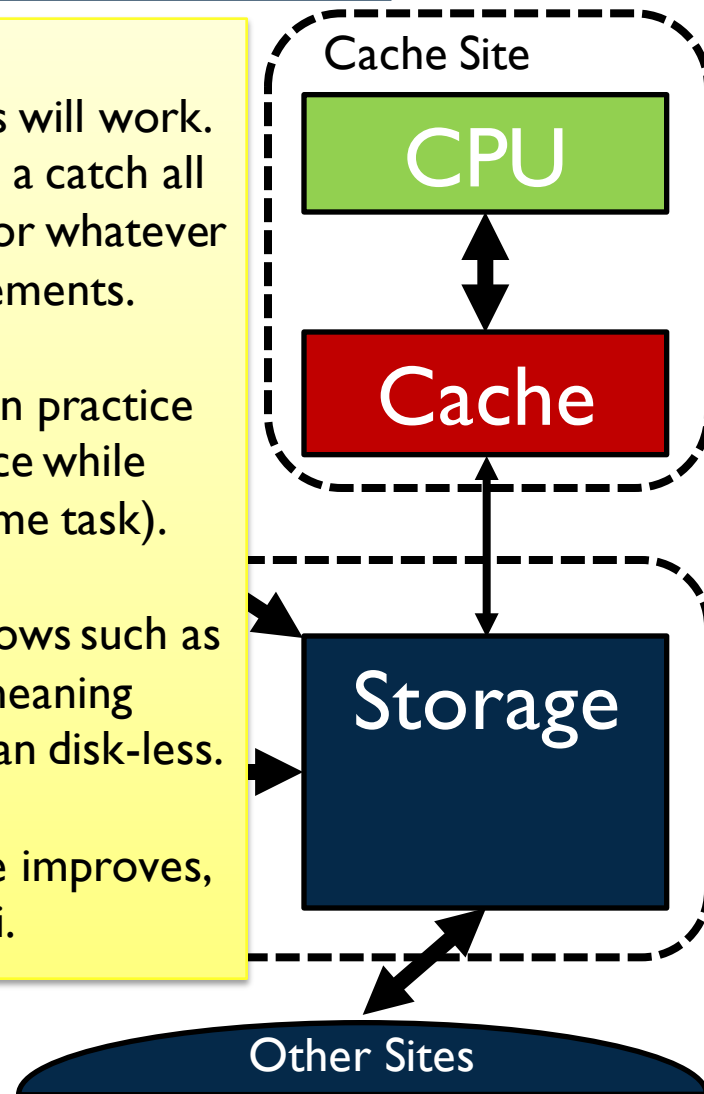 s will work.
a catch all
or whatever
ements.
n practice
ce while
me task).
ows such as
neaning
an disk-less.
e improves,
i.
Cache Site
CPU
Cache
Storage
Other Sites